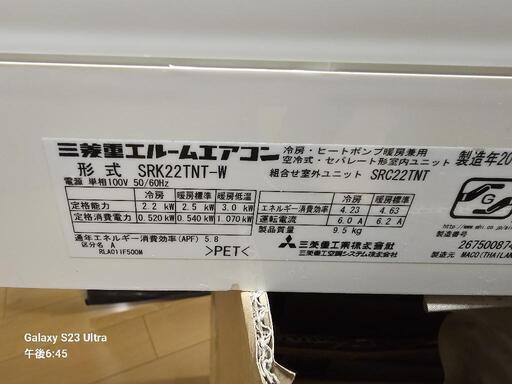 三菱重工ルームエアコン
冷房・ヒートポンプ暖房兼用
空冷式・セパレート形室内ユニット
製造年20
形式 SRK22TNT-W
電源 単相100V 50/60Hz
組合せ室外ユニット SRC22TNT
冷房 暖房標準 暖房低温
定格能力 2.2 kW 2.5 kW 3.0 kW
定格消費電力 0.520 kW 0.540 kW 1.070 kW
冷房 暖房標準
エネルギー消費効率 4.23 4.63
運転電流 6.0 A 6.2 A
製品質量 9.5 kg
通年エネルギー消費効率(APF) 5.8
区分名 A
RLA011F500M
>PET<
三菱重工業株式会社
三菱重工空調システム株式会社
G
製造番号
267500874
製造元 MACO(THAILAN
Galaxy S23 Ultra
午後6:45